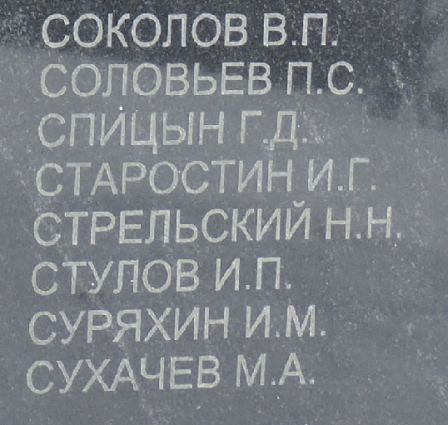 СОКОЛОВ В.П.
СОЛОВЬЕВ П.С.
СПИЦЫН Г.Д.
СТАРОСТИН И.Г.
СТРЕЛЬСКИЙ Н.Н.
СТУЛОВ И.П.
СУРЯХИН И.М.
СУХАЧЕВ М.А.